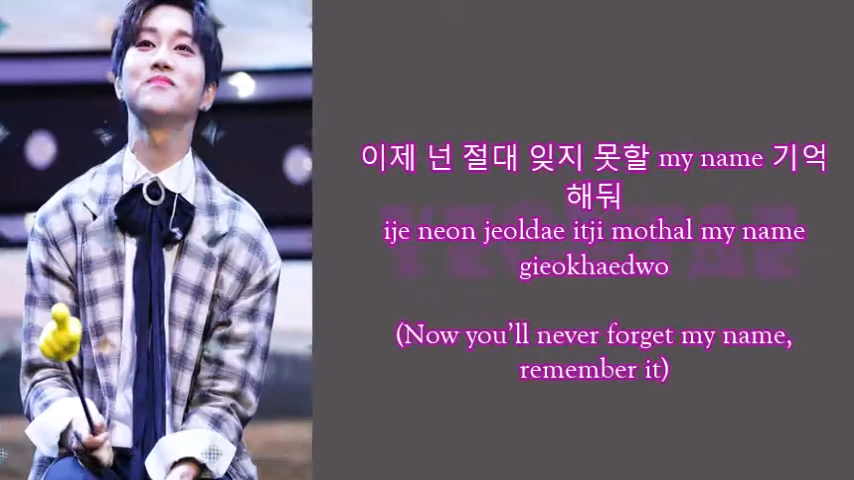 이제 넌 절대 잊지 못할 my name 기억
해둬
ije neon jeoldae itji mothal my name
gieokhaedwo
(Now you'll never forget my name,
remember it)